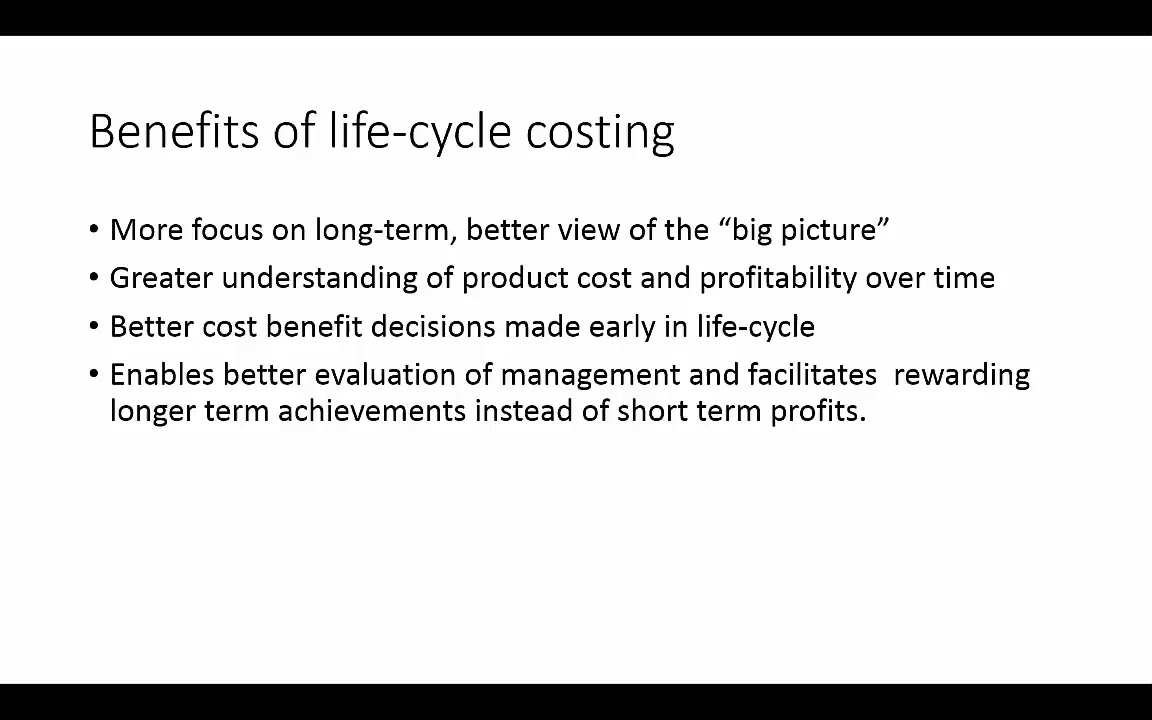 Benefits of life-cycle costing
• More focus on long-term, better view of the “big picture”
• Greater understanding of product cost and profitability over time
• Better cost benefit decisions made early in life-cycle
• Enables better evaluation of management and facilitates  rewarding
longer term achievements instead of short term profits.